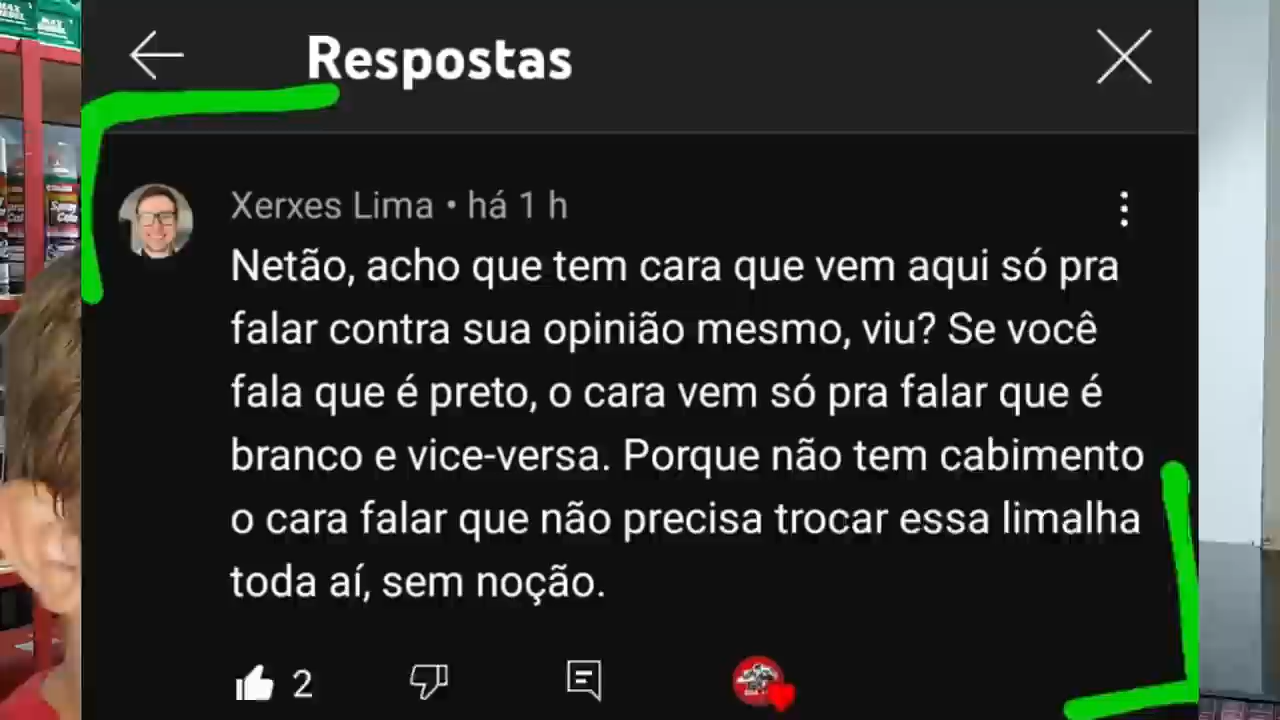 Respostas
Xerxes Lima • há 1 h
Netão, acho que tem cara que vem aqui só pra
falar contra sua opinião mesmo, viu? Se você
fala que é preto, o cara vem só pra falar que é
branco e vice-versa. Porque não tem cabimento
o cara falar que não precisa trocar essa limalha
toda aí, sem noção.
2